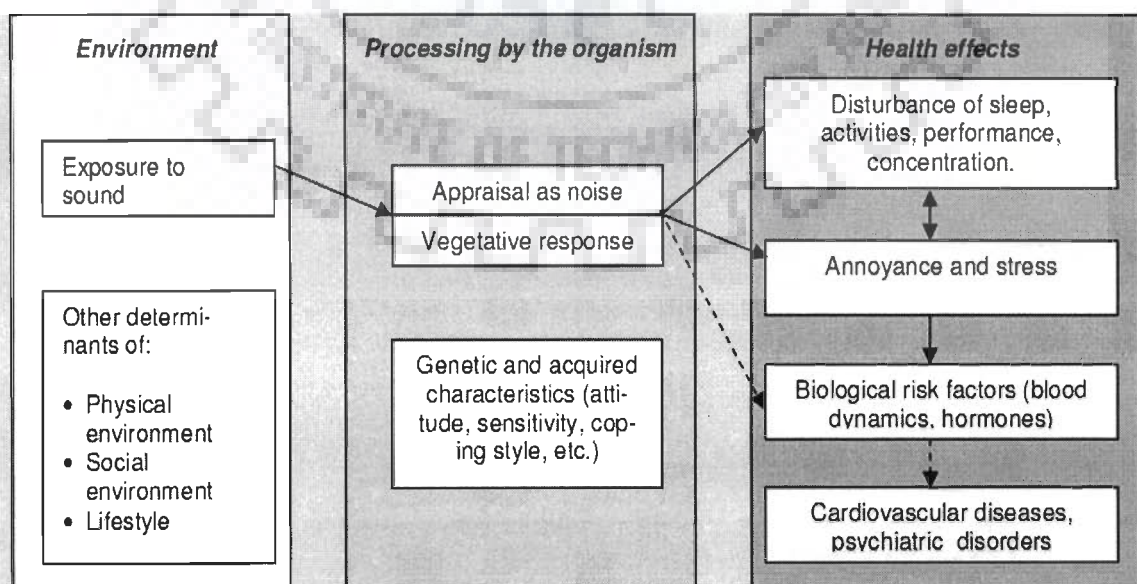 Environment
Exposure to
sound
Other determi-
nants of:
• Physical
environment
• Social
environment
• Lifestyle
Processing by the organism
Appraisal as noise
Vegetative response
Genetic and acquired
characteristics (atti-
tude, sensitivity, cop-
ing style, etc.)
Health effects
Disturbance of sleep,
activities, performance,
concentration.
Annoyance and stress
Biological risk factors (blood
dynamics, hormones)
Cardiovascular diseases,
psychiatric disorders
OF TECHN